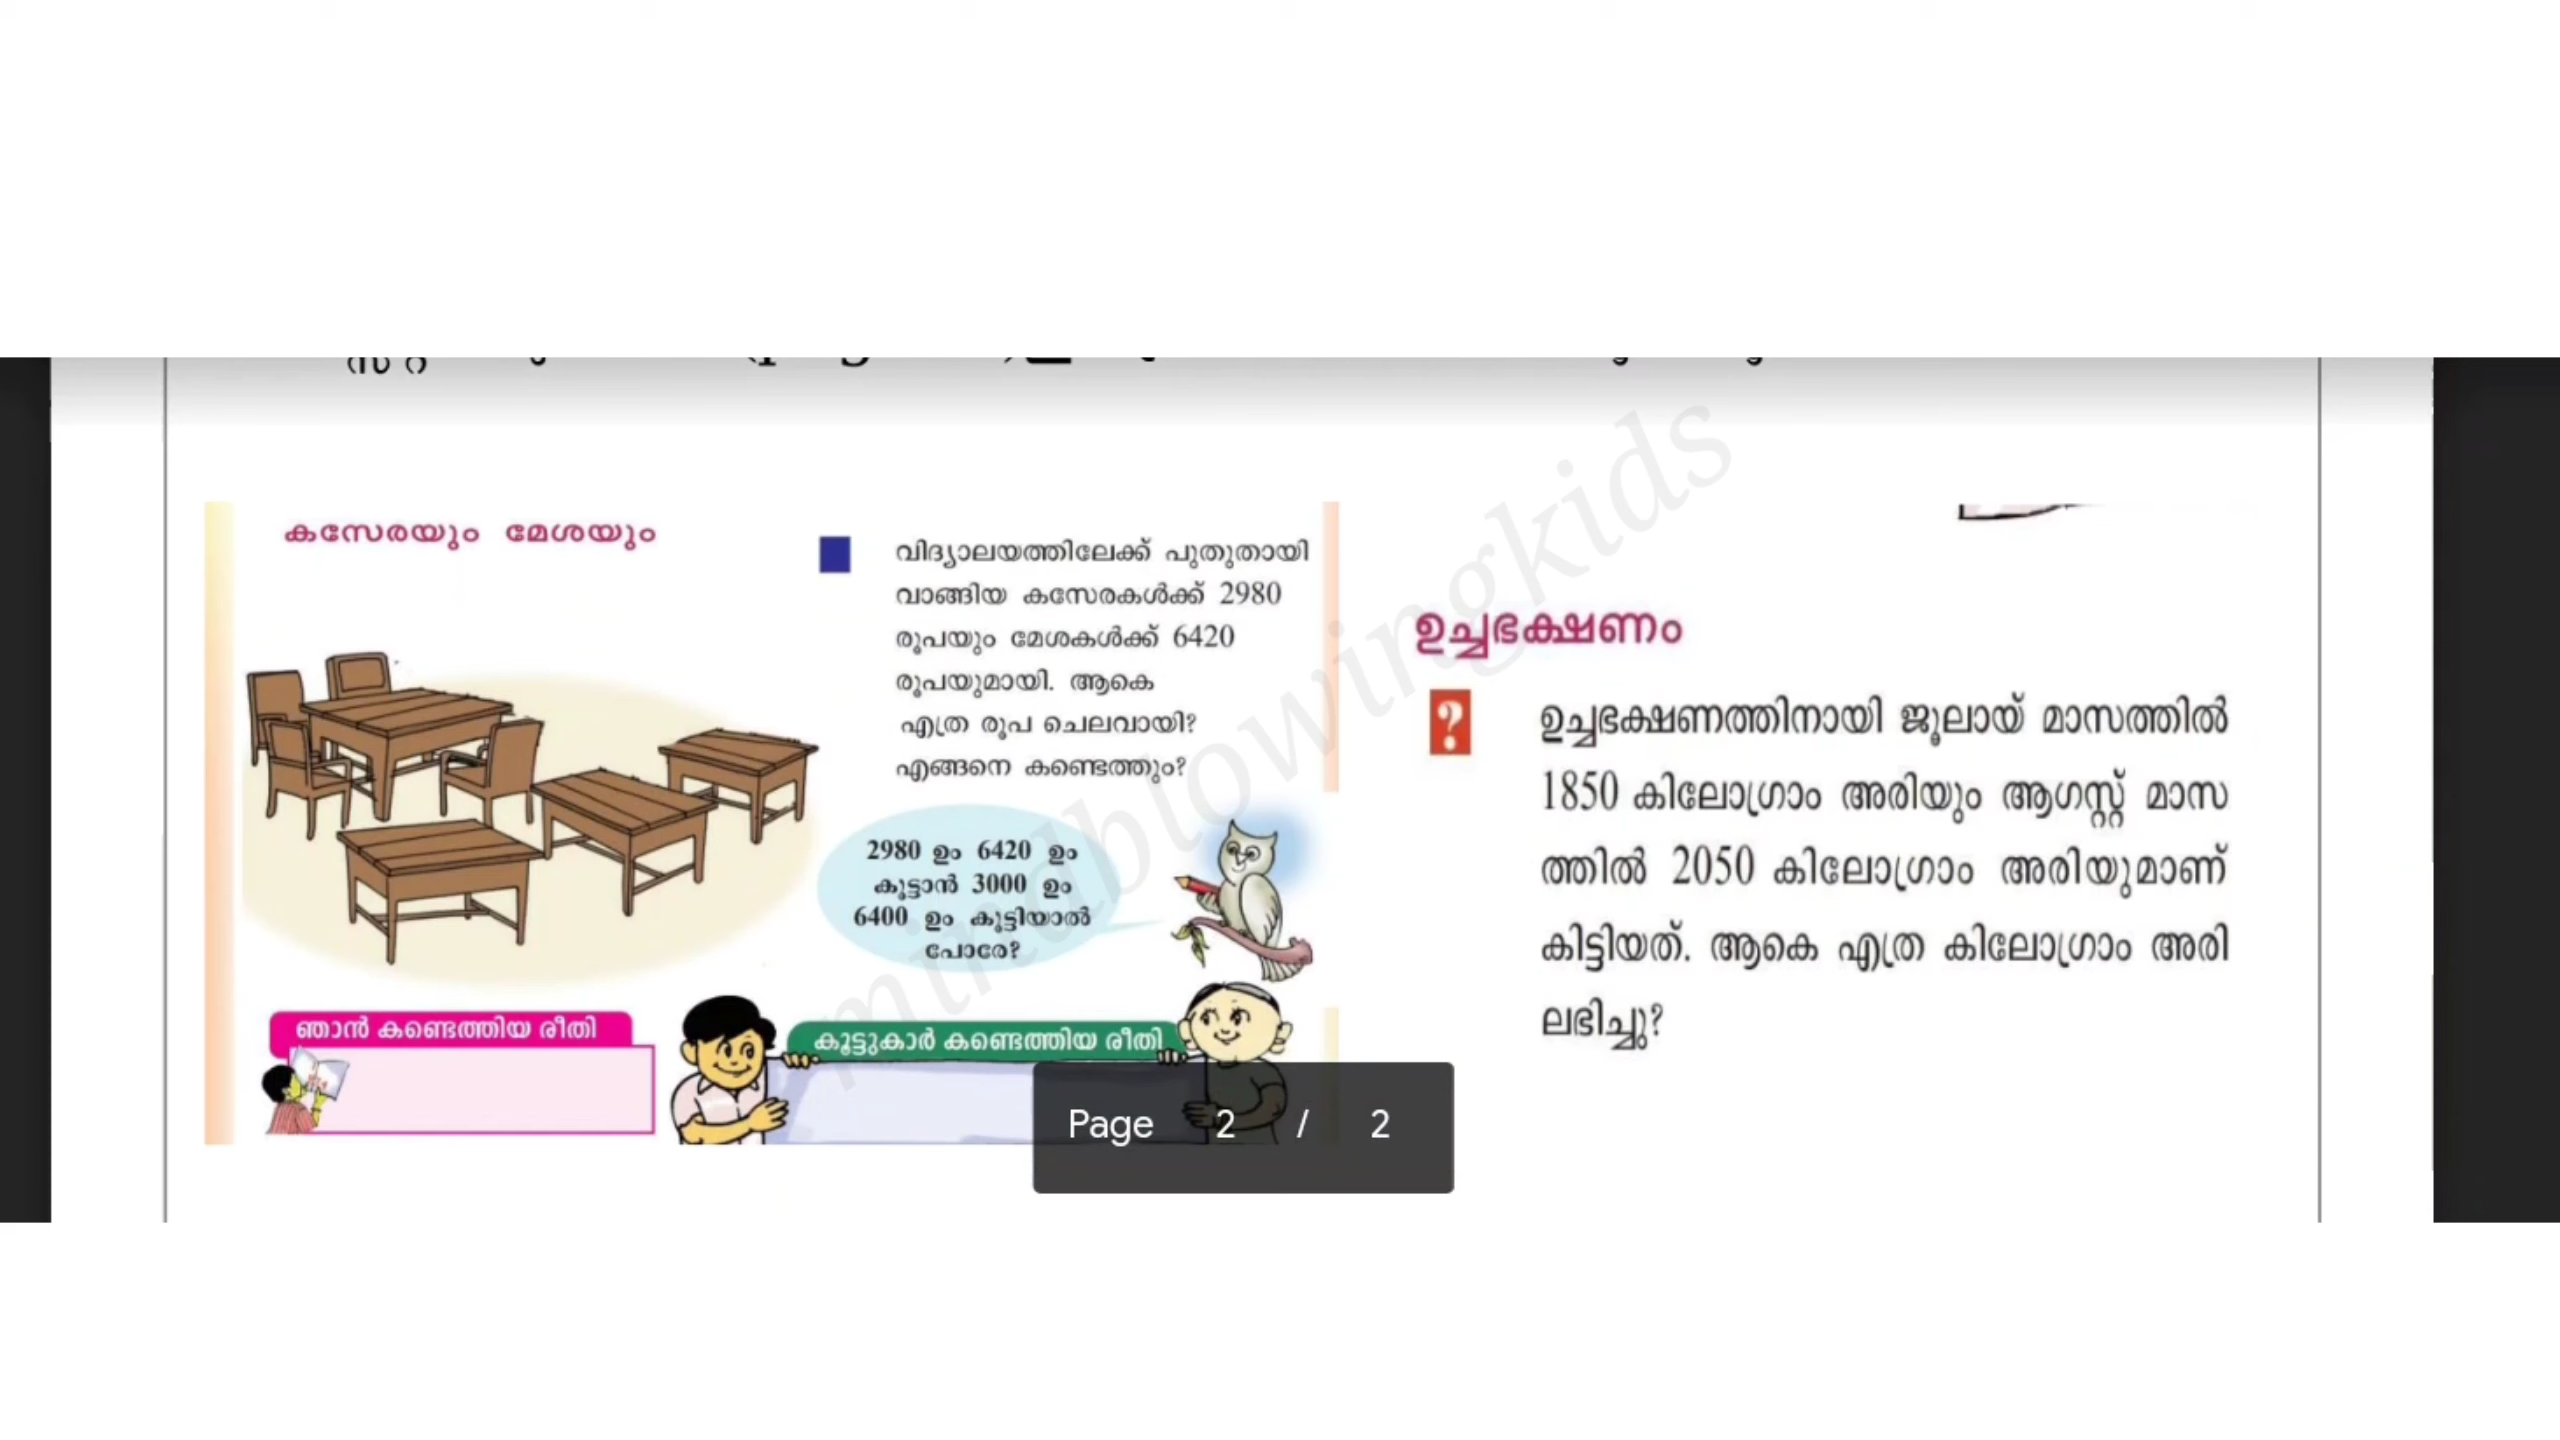 കസേരയും മേശയും
വിദ്യാലയത്തിലേക്ക് പുതുതായി
വാങ്ങിയ കസേരകൾക്ക് 2980
രൂപയും മേശകൾക്ക് 6420
രൂപയുമായി. ആകെ
എത്ര രൂപ ചെലവായി?
എങ്ങനെ കണ്ടെത്തും?
2980 ഉം 6420 ഉം
കൂട്ടാൻ 3000 ഉം
6400 ഉം കൂട്ടിയാൽ
പോരേ?
ഞാൻ കണ്ടെത്തിയ രീതി
കൂട്ടുകാർ കണ്ടെത്തിയ രീതി
ഉച്ചഭക്ഷണം
?
ഉച്ചഭക്ഷണത്തിനായി ജൂലായ് മാസത്തിൽ
1850 കിലോഗ്രാം അരിയും ആഗസ്റ്റ് മാസ
ത്തിൽ 2050 കിലോഗ്രാം അരിയുമാണ്
കിട്ടിയത്. ആകെ എത്ര കിലോഗ്രാം അരി
ലഭിച്ചു?
mindblowingkids
Page 2 / 2